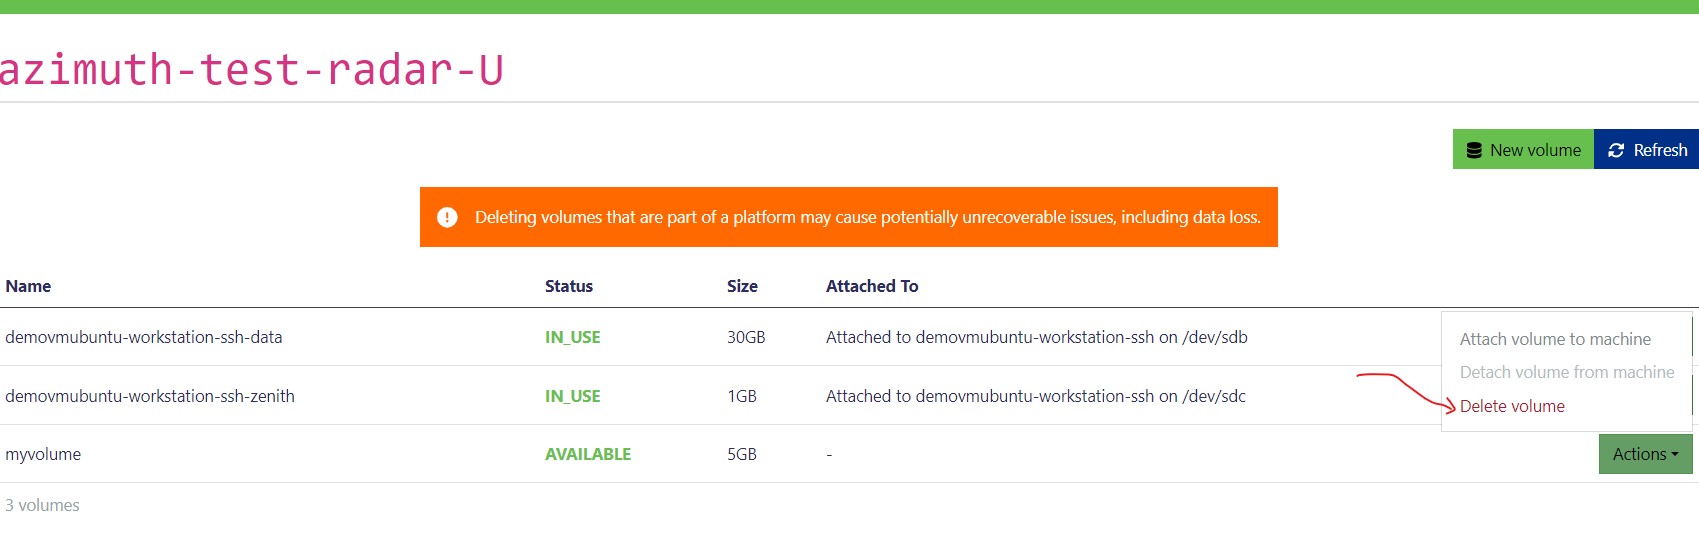 azimuth-test-radar-U
New volume Refresh
Deleting volumes that are part of a platform may cause potentially unrecoverable issues, including data loss.
Name Status Size Attached To
demovmubuntu-workstation-ssh-data IN_USE 30GB Attached to demovmubuntu-workstation-ssh on /dev/sdb
Attach volume to machine
Detach volume from machine
demovmubuntu-workstation-ssh-zenith IN_USE 1GB Attached to demovmubuntu-workstation-ssh on /dev/sdc
Delete volume
myvolume AVAILABLE 5GB - Actions
3 volumes